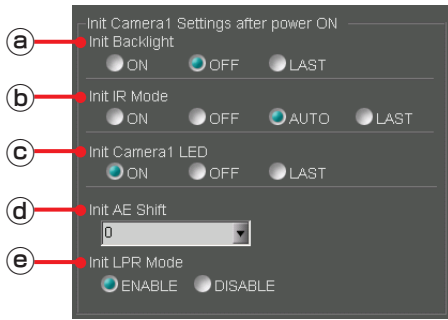 Init Camera1 Settings after power ON
a Init Backlight
ON OFF LAST
b Init IR Mode
ON OFF AUTO LAST
c Init Camera1 LED
ON OFF LAST
d Init AE Shift
0
e Init LPR Mode
ENABLE DISABLE